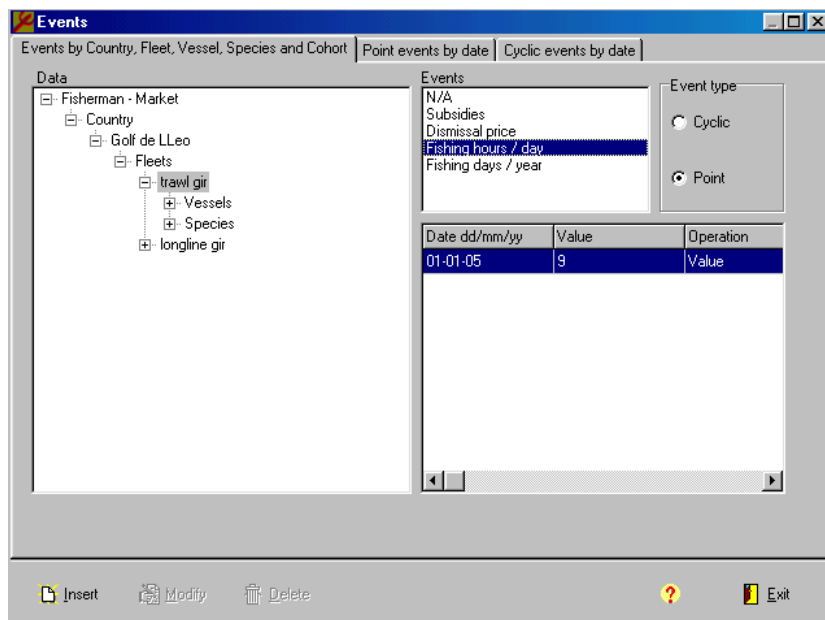 Events
Events by Country, Fleet, Vessel, Species and Cohort
Point events by date
Cyclic events by date
Data
Fisherman - Market
Country
Golf de LLeo
Fleets
trawl gir
Vessels
Species
longline gir
Events
N/A
Subsidies
Dismissal price
Fishing hours / day
Fishing days / year
Event type
Cyclic
Point
Date dd/mm/yy Value Operation
01-01-05 9 Value
Insert Modify Delete ? Exit